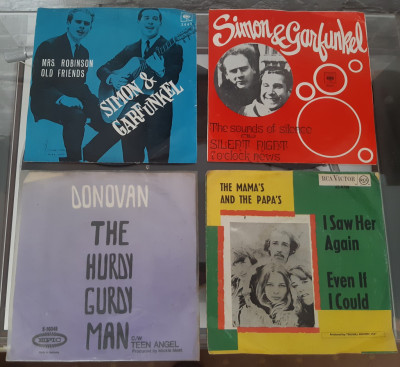 MRS ROBINSON
OLD FRIENDS
SIMON &
GARFUNKEL
Simon & Garfunkel
The sounds of silence
SILENT NIGHT
7 o'clock news
DONOVAN
THE
HURDY
GURDY
MAN
EPIC
C/W
TEEN ANGEL
RCA VICTOR
THE MAMA'S
AND THE PAPA'S
I Saw Her
Again
Even If
I Could